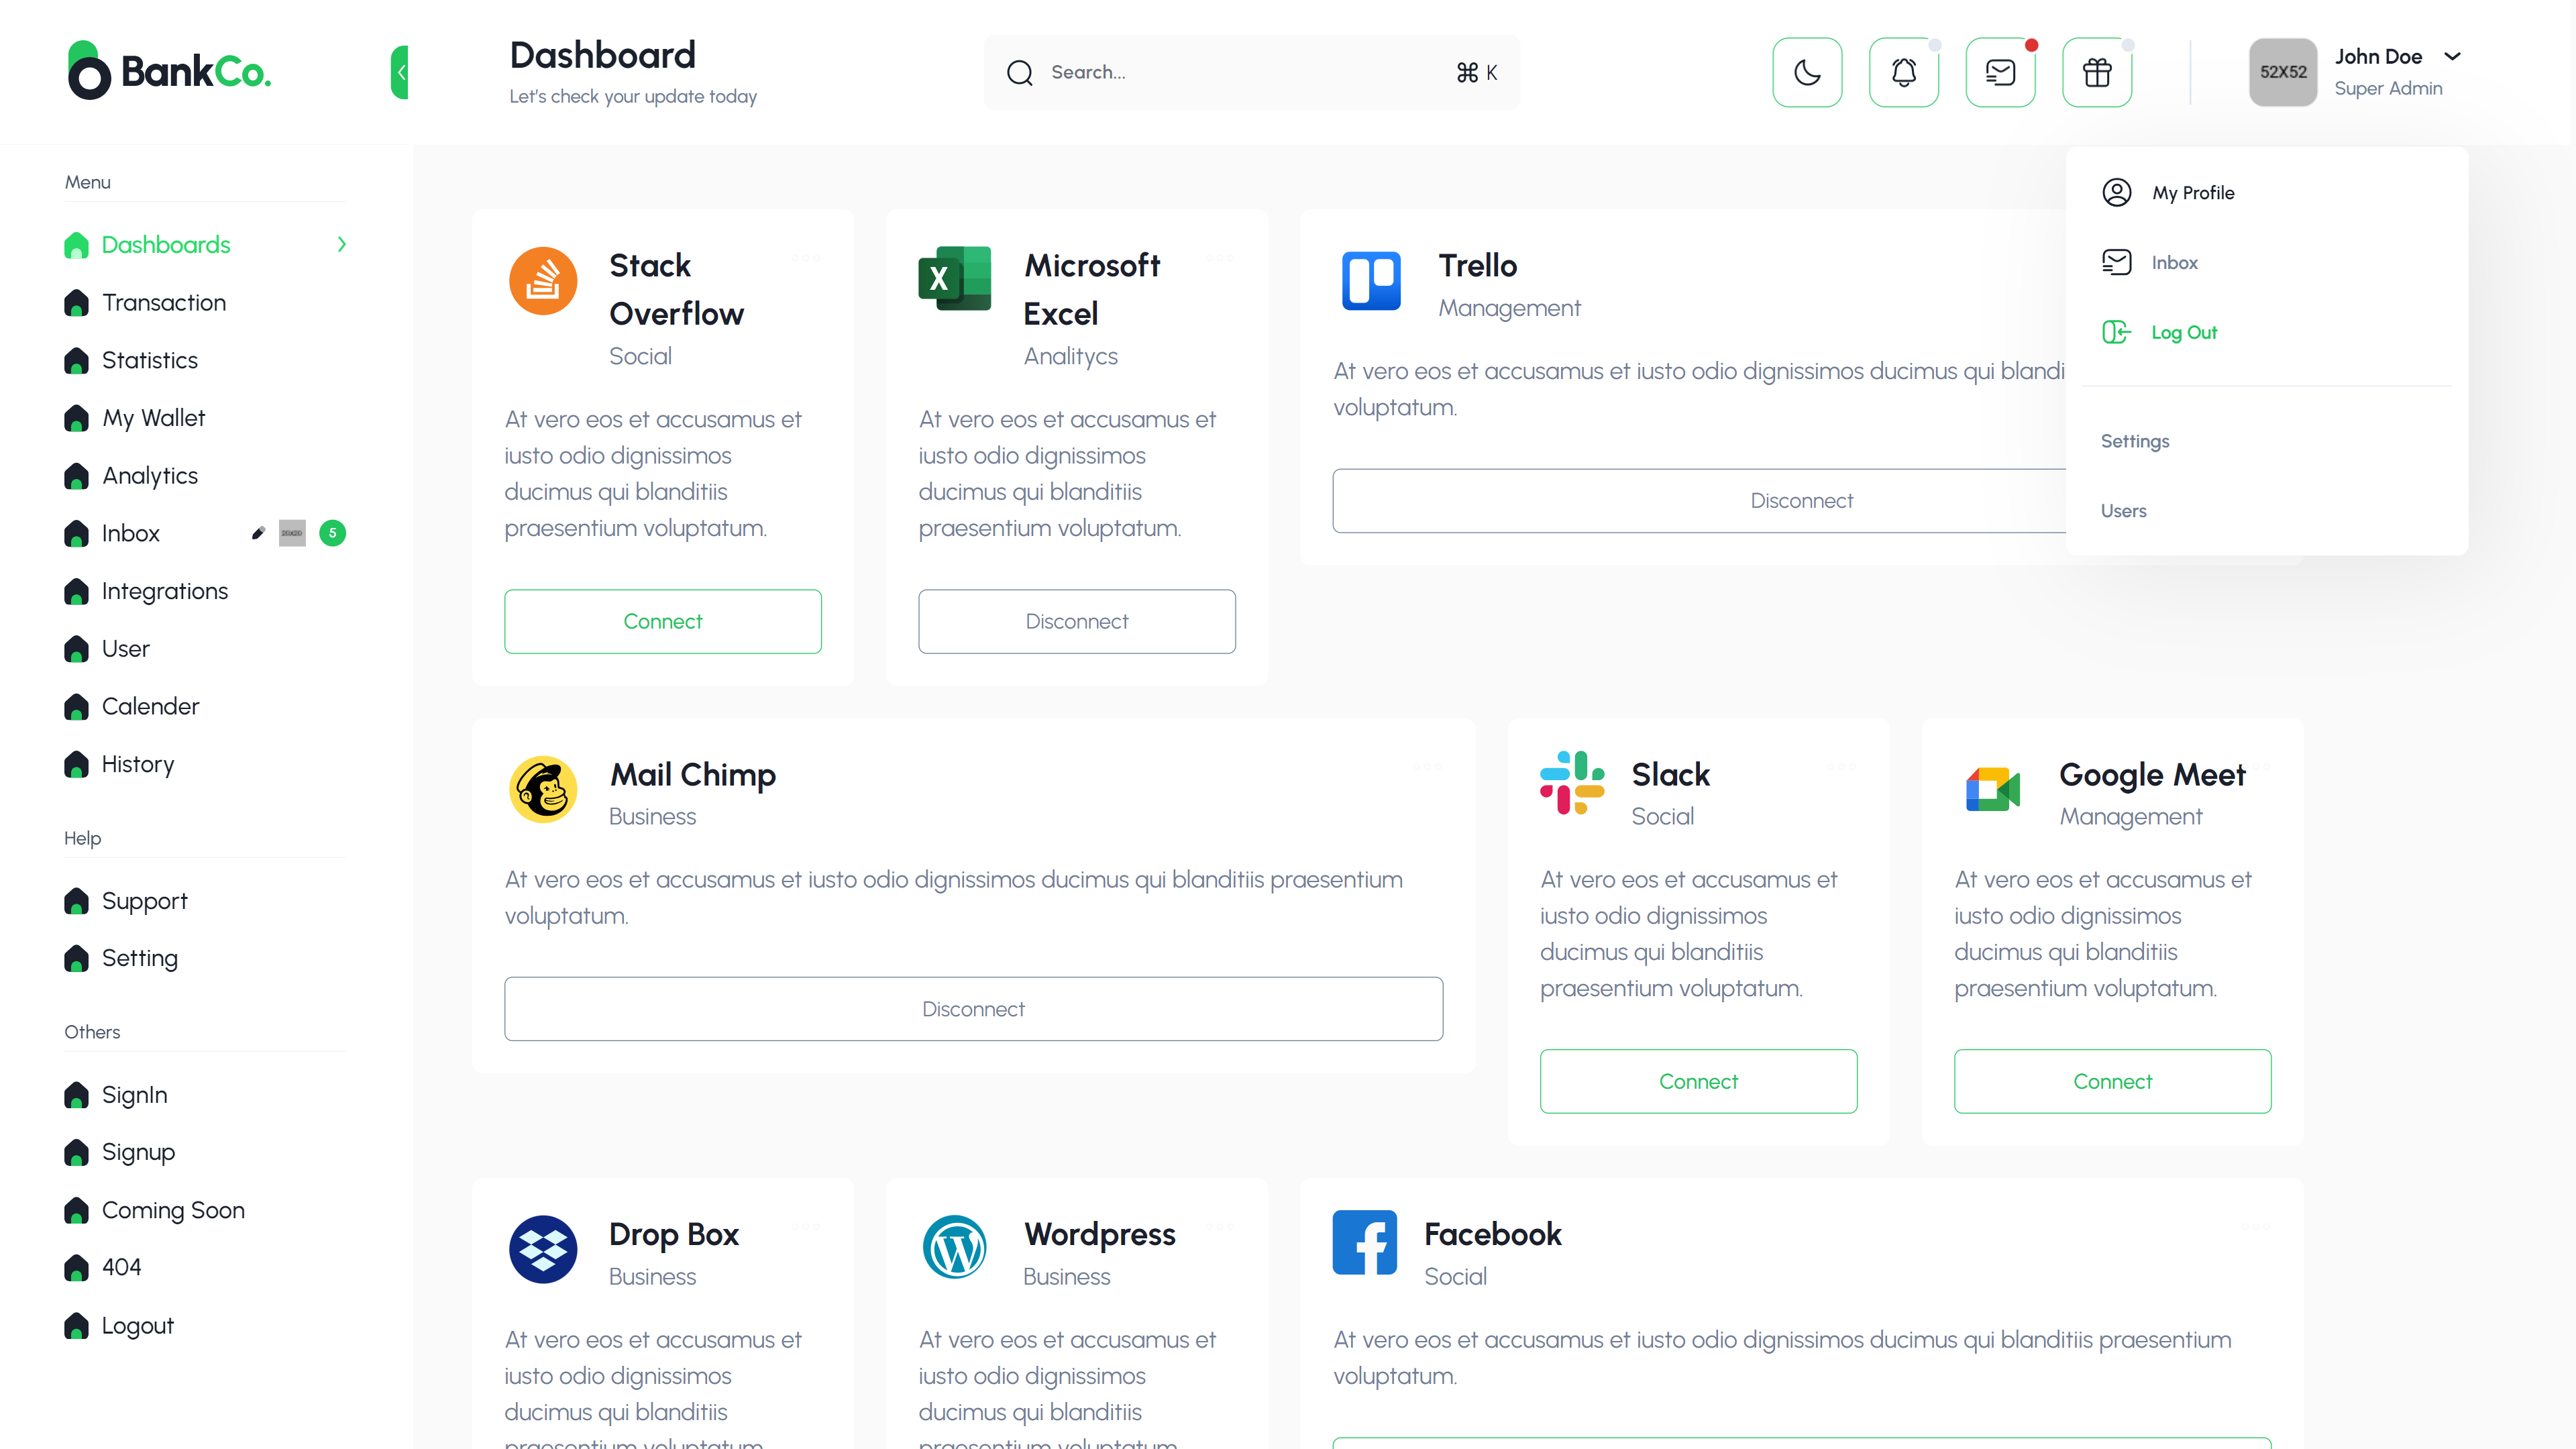 BankCo.
Dashboard
Let's check your update today
Search...
⌘ K
52X52
John Doe
Super Admin
Menu
Dashboards
Transaction
Statistics
My Wallet
Analytics
Inbox
5
Integrations
User
Calender
History
Help
Support
Setting
Others
SignIn
Signup
Coming Soon
404
Logout
My Profile
Inbox
Log Out
Settings
Users
Stack
Overflow
Social
At vero eos et accusamus et
iusto odio dignissimos
ducimus qui blanditiis
praesentium voluptatum.
Connect
X
Microsoft
Excel
Analitycs
At vero eos et accusamus et
iusto odio dignissimos
ducimus qui blanditiis
praesentium voluptatum.
Disconnect
Trello
Management
At vero eos et accusamus et iusto odio dignissimos ducimus qui blandi
voluptatum.
Disconnect
Mail Chimp
Business
At vero eos et accusamus et iusto odio dignissimos ducimus qui blanditiis praesentium
voluptatum.
Disconnect
Slack
Social
At vero eos et accusamus et
iusto odio dignissimos
ducimus qui blanditiis
praesentium voluptatum.
Connect
Google Meet
Management
At vero eos et accusamus et
iusto odio dignissimos
ducimus qui blanditiis
praesentium voluptatum.
Connect
Drop Box
Business
At vero eos et accusamus et
iusto odio dignissimos
ducimus qui blanditiis
praesentium voluptatum.
Wordpress
Business
At vero eos et accusamus et
iusto odio dignissimos
ducimus qui blanditiis
praesentium voluptatum.
Facebook
Social
At vero eos et accusamus et iusto odio dignissimos ducimus qui blanditiis praesentium
voluptatum.